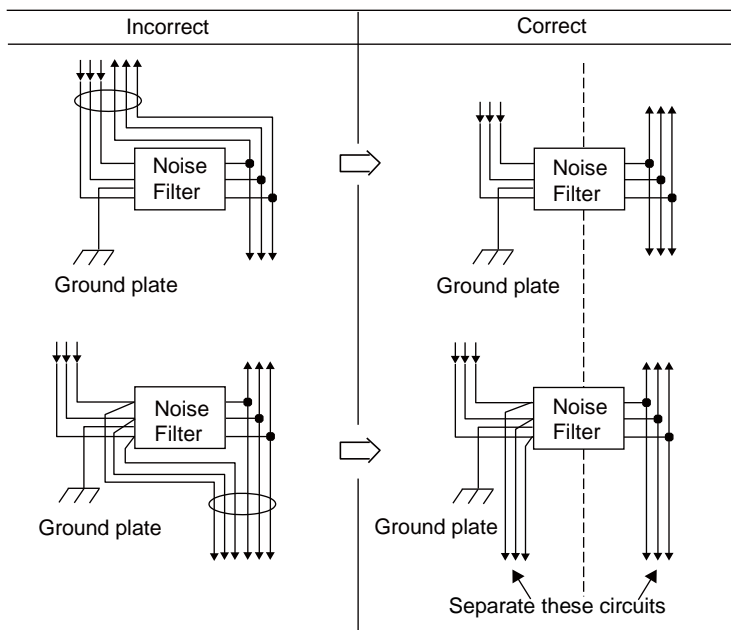 Incorrect
Correct
Noise
Filter
Ground plate
Noise
Filter
Ground plate
Noise
Filter
Ground plate
Noise
Filter
Ground plate
Separate these circuits